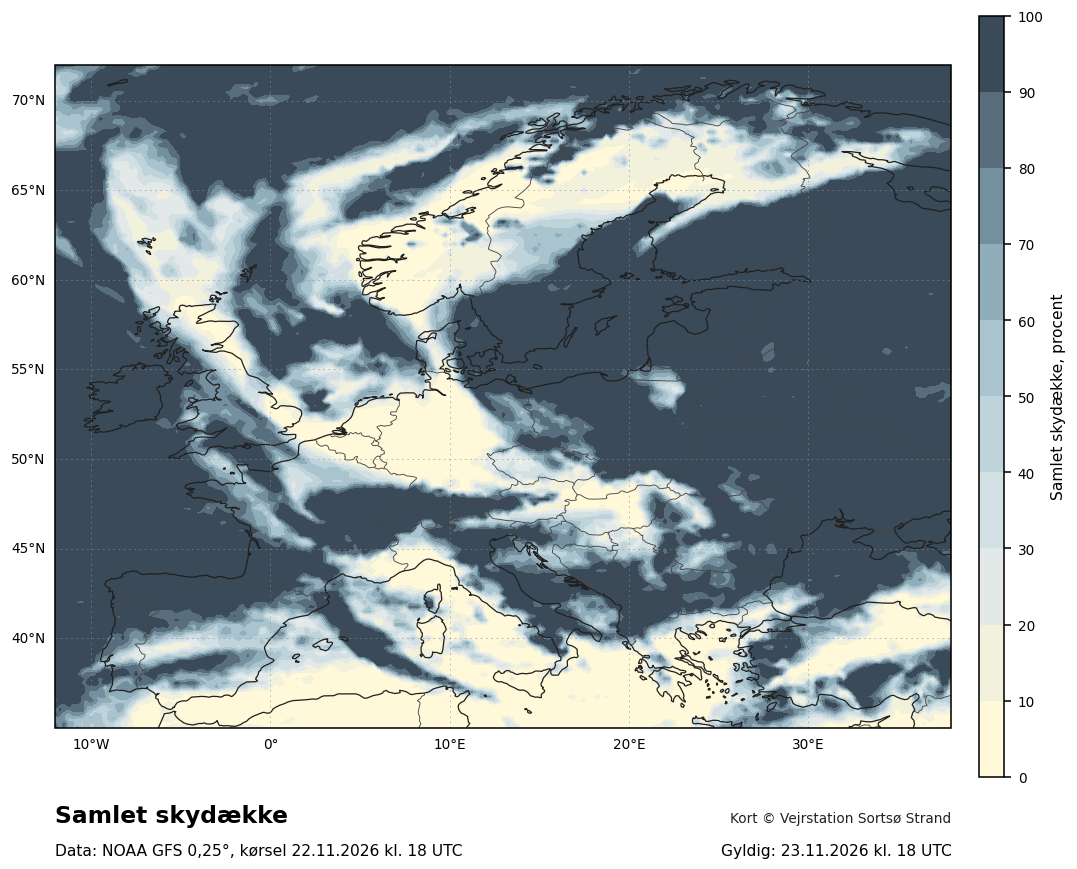 100
90
80
70
60
50
40
30
20
10
0
Samlet skydække, procent
70°N
65°N
60°N
55°N
50°N
45°N
40°N
10°W
0°
10°E
20°E
30°E
Samlet skydække
Kort © Vejrstation Sortsø Strand
Data: NOAA GFS 0,25°, kørsel 22.11.2026 kl. 18 UTC
Gyldig: 23.11.2026 kl. 18 UTC